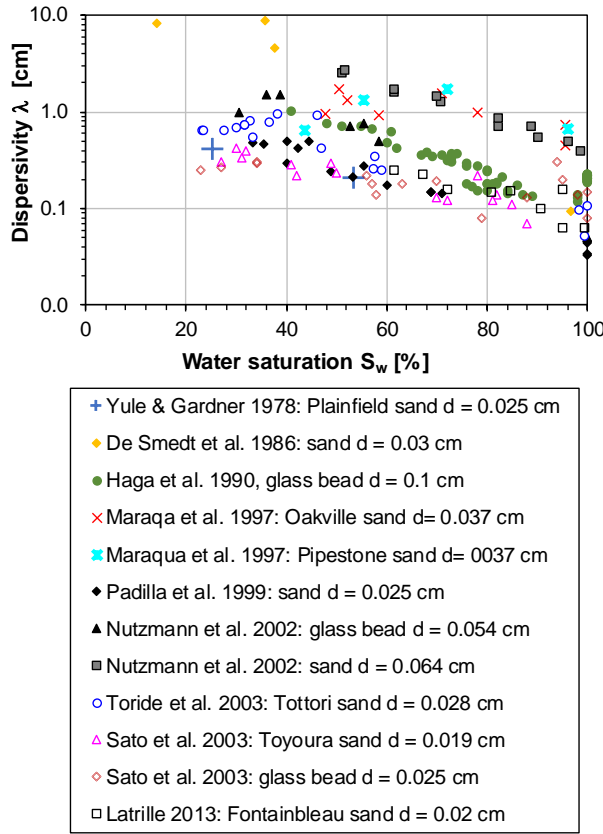 10.0
1.0
0.1
0.0
Dispersivity λ [cm]
0 20 40 60 80 100
Water saturation Sw [%]
Yule & Gardner 1978: Plainfield sand d = 0.025 cm
De Smedt et al. 1986: sand d = 0.03 cm
Haga et al. 1990, glass bead d = 0.1 cm
Maraqa et al. 1997: Oakville sand d= 0.037 cm
Maraqua et al. 1997: Pipestone sand d= 0037 cm
Padilla et al. 1999: sand d = 0.025 cm
Nutzmann et al. 2002: glass bead d = 0.054 cm
Nutzmann et al. 2002: sand d = 0.064 cm
Toride et al. 2003: Tottori sand d = 0.028 cm
Sato et al. 2003: Toyoura sand d = 0.019 cm
Sato et al. 2003: glass bead d = 0.025 cm
Latrille 2013: Fontainbleau sand d = 0.02 cm